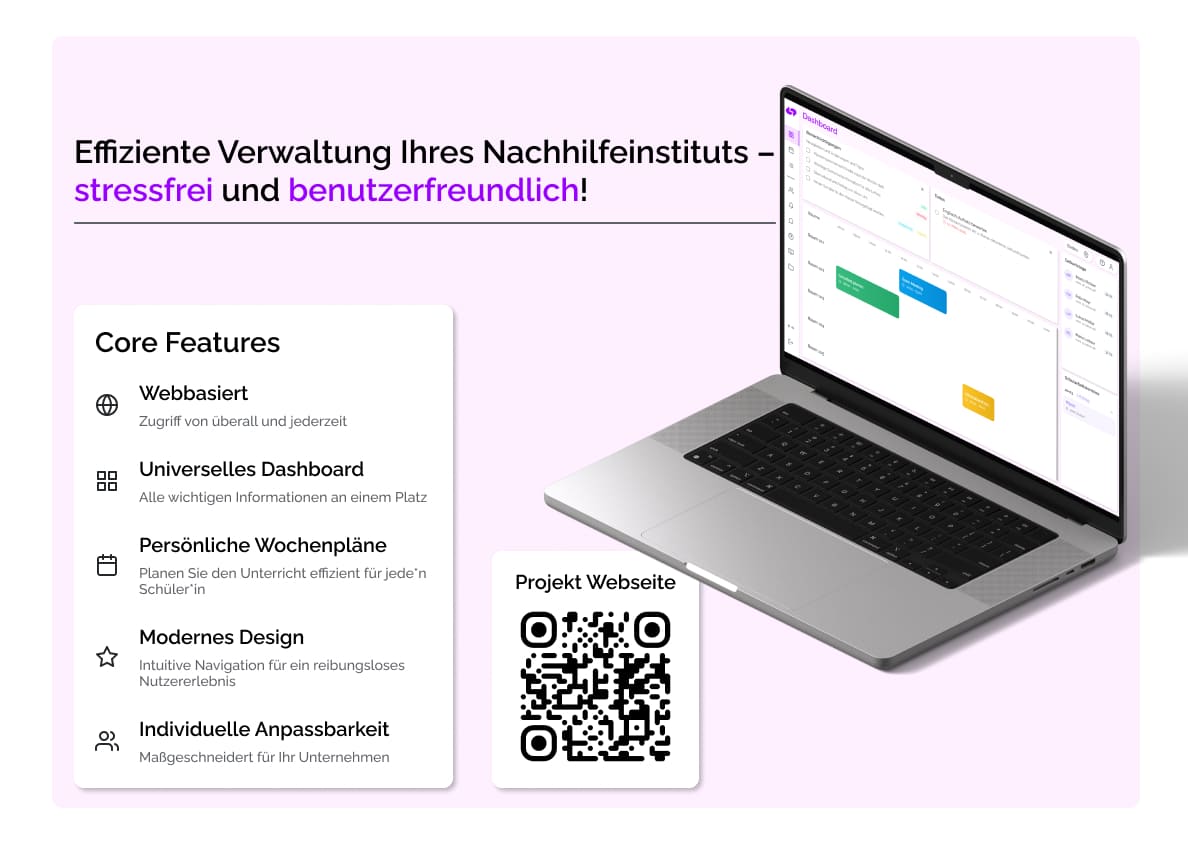 Effiziente Verwaltung Ihres Nachhilfeinstituts –
stressfrei und benutzerfreundlich!
Core Features
Webbasiert
Zugriff von überall und jederzeit
Universelles Dashboard
Alle wichtigen Informationen an einem Platz
Persönliche Wochenpläne
Planen Sie den Unterricht effizient für jede*n
Schüler*in
Modernes Design
Intuitive Navigation für ein reibungsloses
Nutzererlebnis
Individuelle Anpassbarkeit
Maßgeschneidert für Ihr Unternehmen
Projekt Webseite
Dashboard